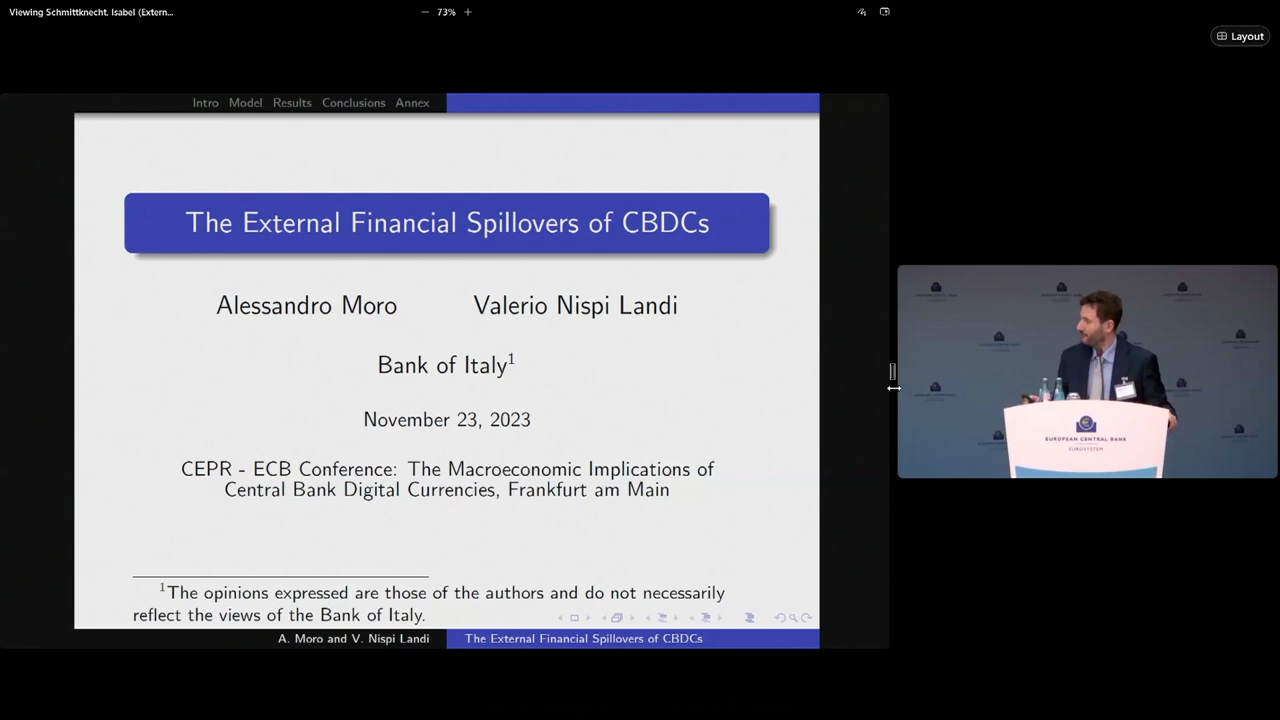 Viewing Schmittknecht, Isabel (Extern...
73%
Layout
Intro Model Results Conclusions Annex
The External Financial Spillovers of CBDCs
Alessandro Moro Valerio Nispi Landi
Bank of Italy1
November 23, 2023
CEPR - ECB Conference: The Macroeconomic Implications of
Central Bank Digital Currencies, Frankfurt am Main
1The opinions expressed are those of the authors and do not necessarily
reflect the views of the Bank of Italy.
A. Moro and V. Nispi Landi The External Financial Spillovers of CBDCs
EUROPEAN CENTRAL BANK
EUROSYSTEM